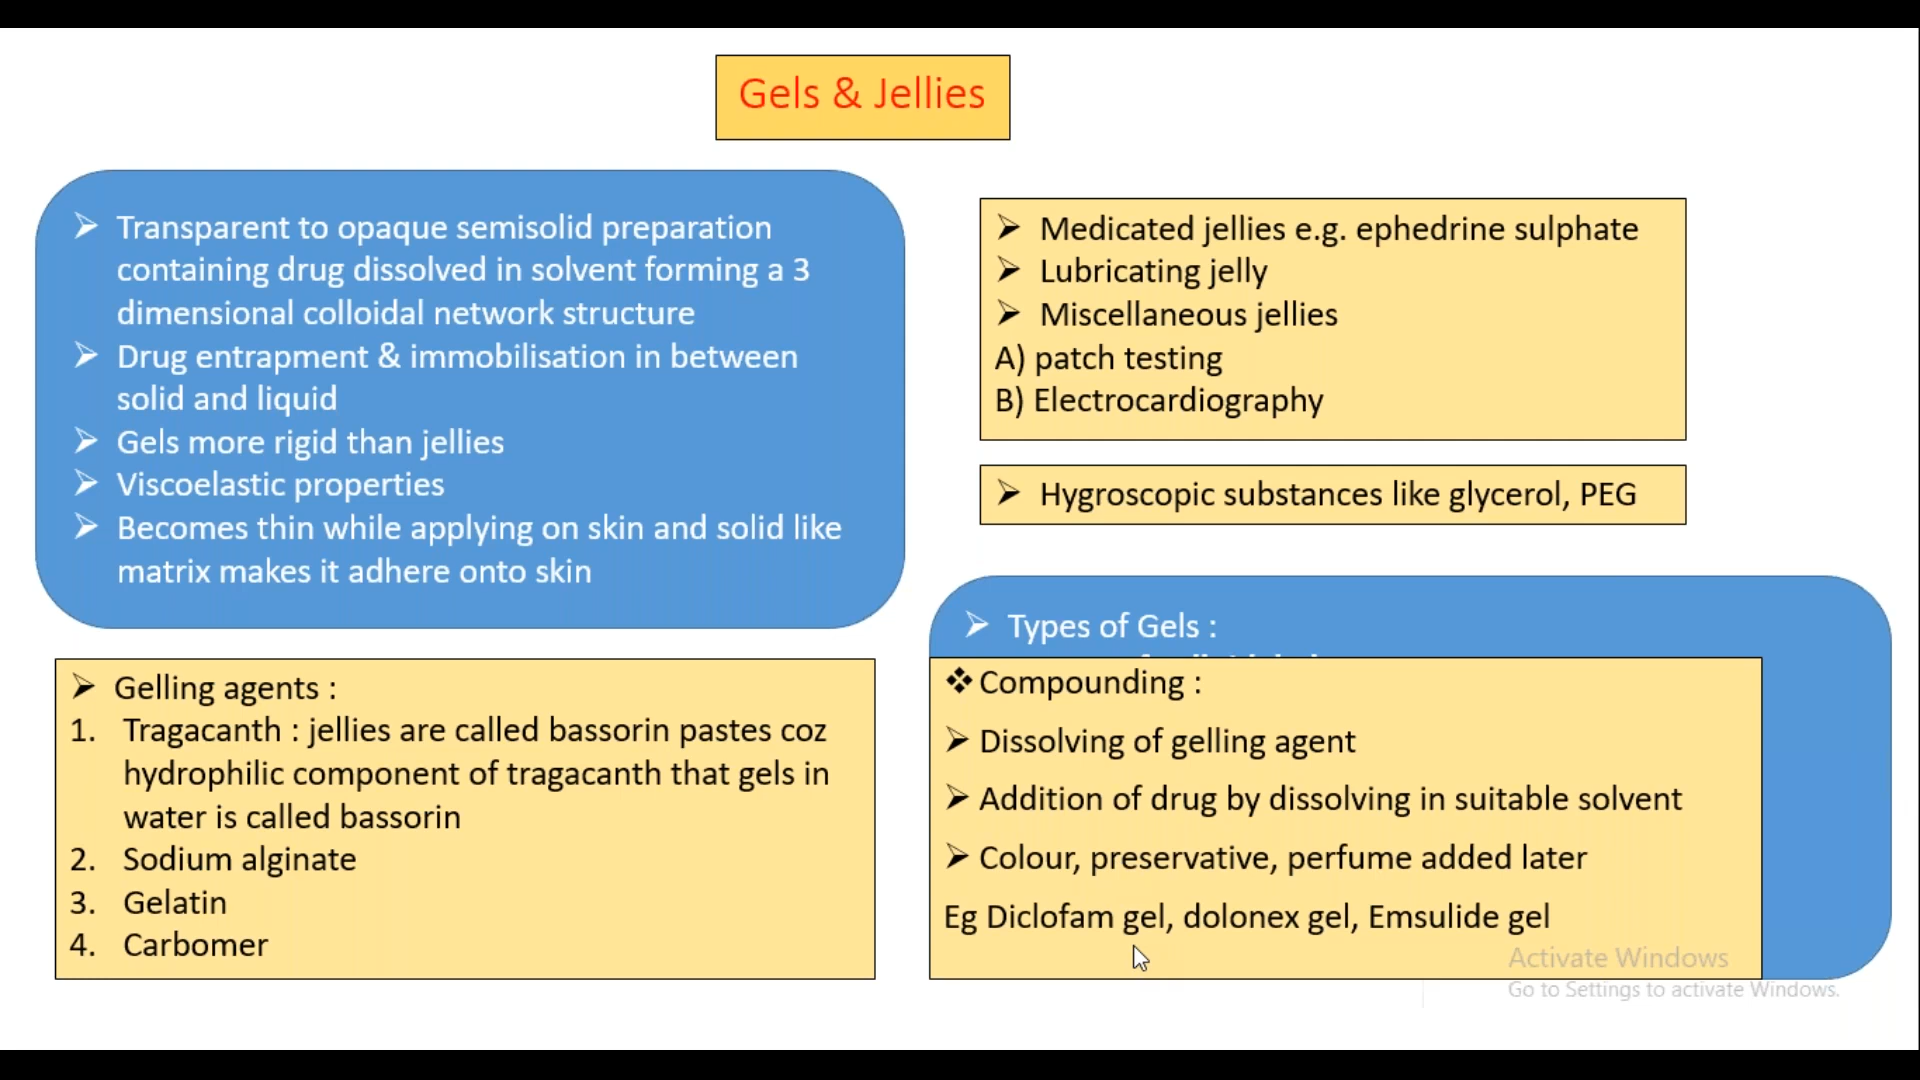 Gels & Jellies
➢ Transparent to opaque semisolid preparation
containing drug dissolved in solvent forming a 3
dimensional colloidal network structure
➢ Drug entrapment & immobilisation in between
solid and liquid
➢ Gels more rigid than jellies
➢ Viscoelastic properties
➢ Becomes thin while applying on skin and solid like
matrix makes it adhere onto skin
➢ Gelling agents :
1. Tragacanth : jellies are called bassorin pastes coz
hydrophilic component of tragacanth that gels in
water is called bassorin
2. Sodium alginate
3. Gelatin
4. Carbomer
➢ Medicated jellies e.g. ephedrine sulphate
➢ Lubricating jelly
➢ Miscellaneous jellies
A) patch testing
B) Electrocardiography
➢ Hygroscopic substances like glycerol, PEG
➢ Types of Gels :
❖ Compounding :
➢ Dissolving of gelling agent
➢ Addition of drug by dissolving in suitable solvent
➢ Colour, preservative, perfume added later
Eg Diclofam gel, dolonex gel, Emsulide gel
Activate Windows
Go to Settings to activate Windows.